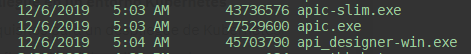 12/6/2019 5:03 AM 43736576 apic-slim.exe
12/6/2019 5:03 AM 77529600 apic.exe
12/6/2019 5:04 AM 45703790 api_designer-win.exe